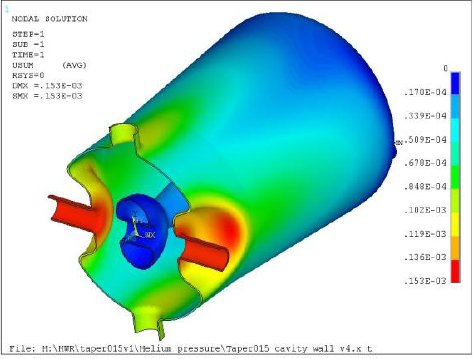 1
NODAL SOLUTION
STEP=1
SUB =1
TIME=1
USUM (AVG)
RSYS=0
DMX =.153E-03
SMX =.153E-03
0
.170E-04
.339E-04
.509E-04
.678E-04
.848E-04
.102E-03
.119E-03
.136E-03
.153E-03
MN
MX
File: M:\HWR\taper015v1\Helium pressure\Taper015 cavity wall v4.x t